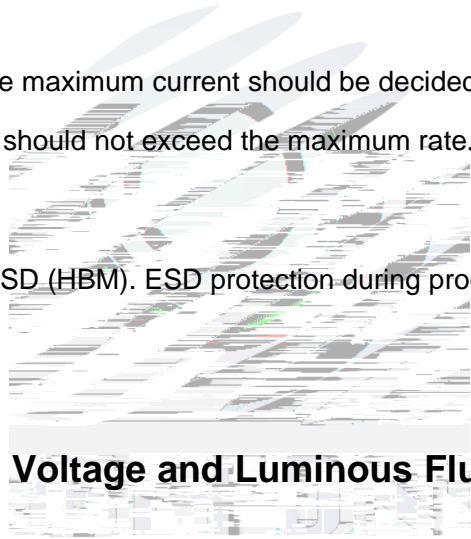 e maximum current should be decided
should not exceed the maximum rate.
SD (HBM). ESD protection during pro
Voltage and Luminous Flu